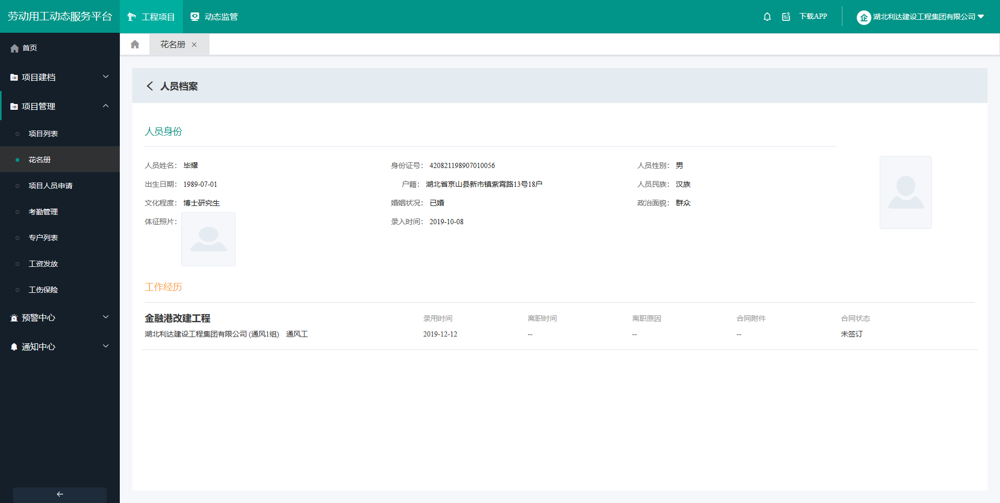 劳动用工动态服务平台
工程项目
动态监管
下载APP
企 湖北利达建设工程集团有限公司
首页
项目建档
项目管理
项目列表
花名册
项目人员申请
考勤管理
专户列表
工资发放
工伤保险
预警中心
通知中心
花名册
人员档案
人员身份
人员姓名： 毕耀
身份证号： 420821198907010056
人员性别： 男
出生日期： 1989-07-01
户籍： 湖北省京山县新市镇紫霄路13号18户
人员民族： 汉族
文化程度： 博士研究生
婚姻状况： 已婚
政治面貌： 群众
体征照片：
录入时间： 2019-10-08
工作经历
金融港改建工程
录用时间 离职时间 离职原因 合同附件 合同状态
湖北利达建设工程集团有限公司 (通风1组) 通风工
2019-12-12 -- -- -- 未签订